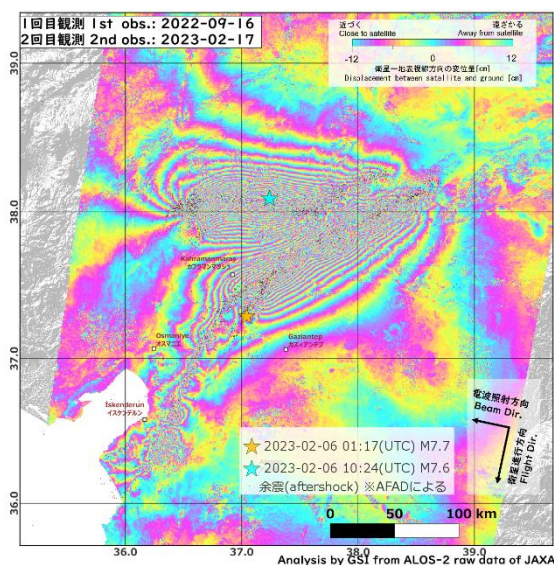 1回目観測 1st obs.: 2022-09-16
2回目観測 2nd obs.: 2023-02-17
近づく 遠ざかる
Close to satellite Away from satellite
-12 0 12
衛星ー地表視線方向の変位量[cm]
Displacement between satellite and ground [cm]
39.0
38.0
Kahramanmaraş
カフラマンマラシュ
Osmaniye
オスマニエ
Gaziantep
ガズィアンテプ
37.0
İskenderun
イスケンデルン
電波照射方向
Beam Dir.
衛星進行方向
Flight Dir.
2023-02-06 01:17(UTC) M7.7
2023-02-06 10:24(UTC) M7.6
余震(aftershock) ※AFADによる
36.0
0 50 100 km
36.0 37.0 38.0 39.0
Analysis by GSI from ALOS-2 raw data of JAXA